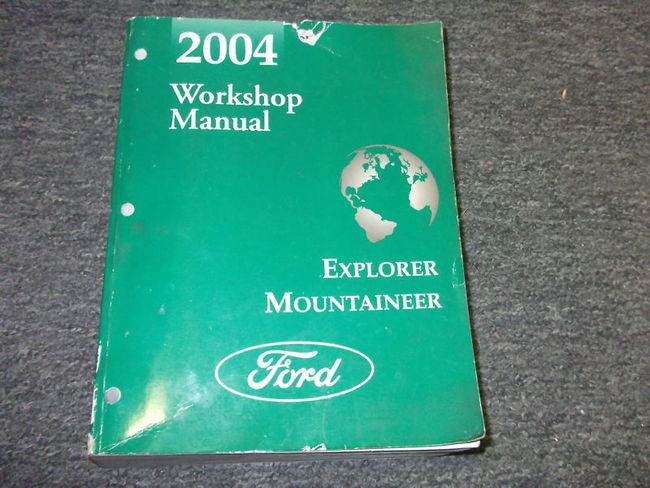 2004
Workshop
Manual
EXPLORER
MOUNTAINEER
Ford